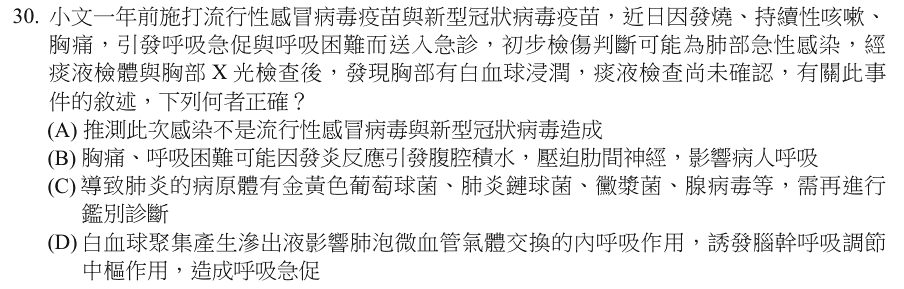 30. 小文一年前施打流行性感冒病毒疫苗與新型冠狀病毒疫苗，近日因發燒、持續性咳嗽、
胸痛，引發呼吸急促與呼吸困難而送入急診，初步檢傷判斷可能為肺部急性感染，經
痰液檢體與胸部 X 光檢查後，發現胸部有白血球浸潤，痰液檢查尚未確認，有關此事
件的敘述，下列何者正確？
(A) 推測此次感染不是流行性感冒病毒與新型冠狀病毒造成
(B) 胸痛、呼吸困難可能因發炎反應引發腹腔積水，壓迫肋間神經，影響病人呼吸
(C) 導致肺炎的病原體有金黃色葡萄球菌、肺炎鏈球菌、黴漿菌、腺病毒等，需再進行
鑑別診斷
(D) 白血球聚集產生滲出液影響肺泡微血管氣體交換的內呼吸作用，誘發腦幹呼吸調節
中樞作用，造成呼吸急促